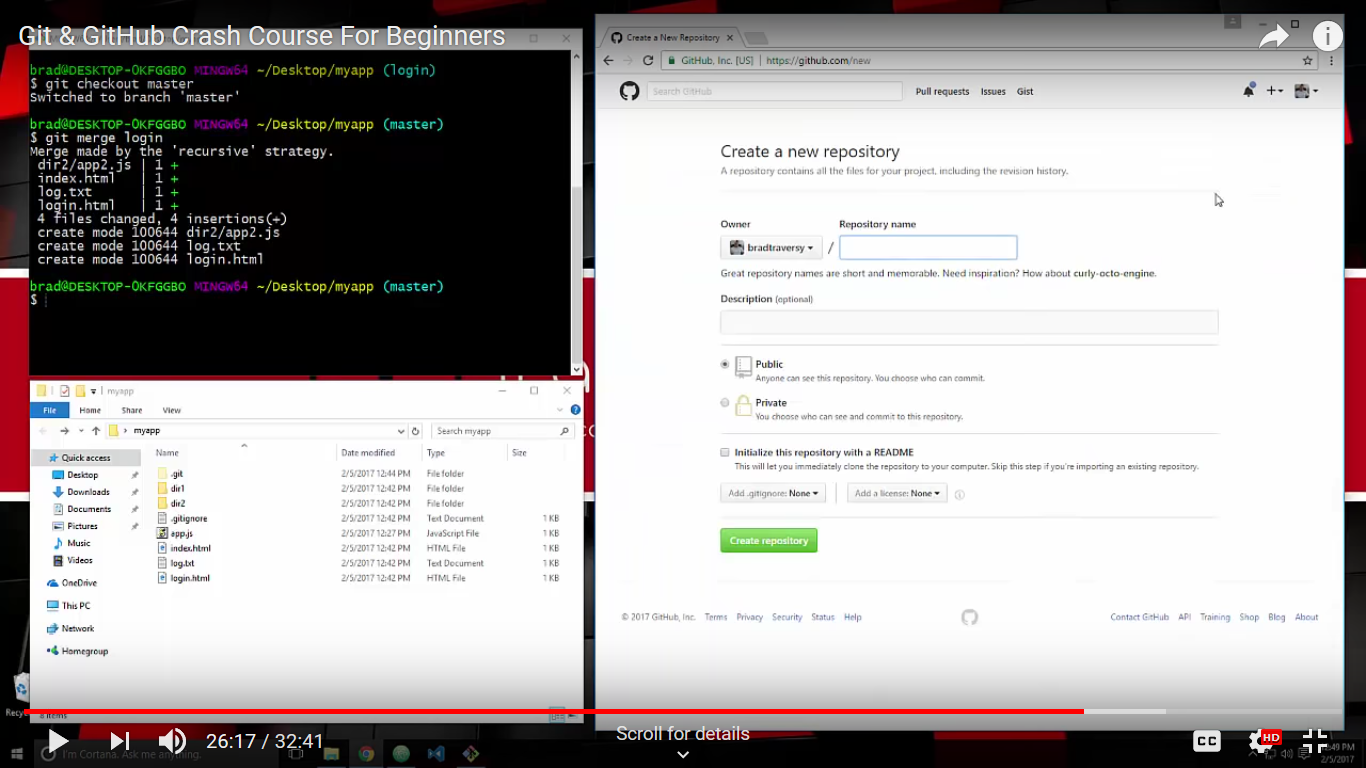 Git & GitHub Crash Course For Beginners
brad@DESKTOP-0KFGGBO MINGW64 ~/Desktop/myapp (login)
$ git checkout master
Switched to branch 'master'
brad@DESKTOP-0KFGGBO MINGW64 ~/Desktop/myapp (master)
$ git merge login
Merge made by the 'recursive' strategy.
dir2/app2.js | 1 +
index.html | 1 +
log.txt | 1 +
login.html | 1 +
4 files changed, 4 insertions(+)
create mode 100644 dir2/app2.js
create mode 100644 log.txt
create mode 100644 login.html
brad@DESKTOP-0KFGGBO MINGW64 ~/Desktop/myapp (master)
$
myapp
File Home Share View
myapp
Search myapp
Name Date modified Type Size
Quick access
Desktop
Downloads
Documents
Pictures
Music
Videos
OneDrive
This PC
Network
Homegroup
.git 2/5/2017 12:44 PM File folder
dir1 2/5/2017 12:42 PM File folder
dir2 2/5/2017 12:42 PM File folder
.gitignore 2/5/2017 12:42 PM Text Document 1 KB
app.js 2/5/2017 12:27 PM JavaScript File 1 KB
index.html 2/5/2017 12:42 PM HTML File 1 KB
log.txt 2/5/2017 12:42 PM Text Document 1 KB
login.html 2/5/2017 12:42 PM HTML File 1 KB
8 items
Create a New Repository
GitHub, Inc. [US] https://github.com/new
Search GitHub
Pull requests Issues Gist
Create a new repository
A repository contains all the files for your project, including the revision history.
Owner Repository name
bradtraversy /
Great repository names are short and memorable. Need inspiration? How about curly-octo-engine.
Description (optional)
Public
Anyone can see this repository. You choose who can commit.
Private
You choose who can see and commit to this repository.
Initialize this repository with a README
This will let you immediately clone the repository to your computer. Skip this step if you're importing an existing repository.
Add .gitignore: None Add a license: None
Create repository
© 2017 GitHub, Inc. Terms Privacy Security Status Help
Contact GitHub API Training Shop Blog About
26:17 / 32:41
Scroll for details
CC
HD
I'm Cortana. Ask me anything.
2/5/2017